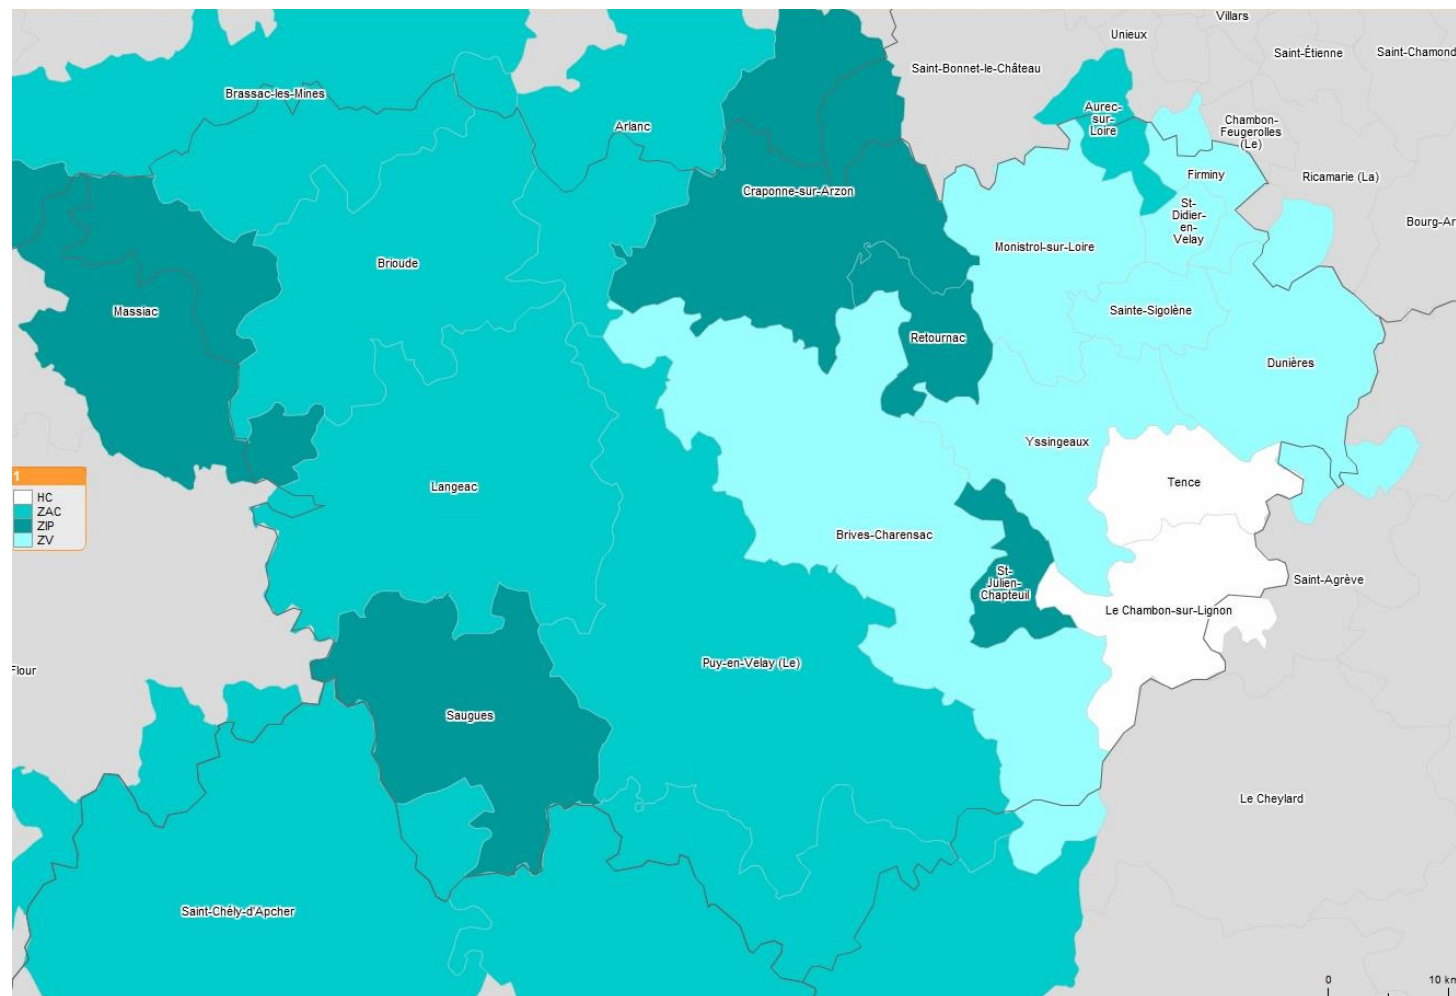 Villars
Unieux
Saint-Étienne
Saint-Chamond
Saint-Bonnet-le-Château
Brassac-les-Mines
Aurec-
sur-
Loire
Arlanc
Chambon-
Feugerolles
(Le)
Firminy
Ricamarie (La)
Craponne-sur-Arzon
St-
Didier-
en-
Velay
Bourg-Ar
Monistrol-sur-Loire
Brioude
Massiac
Sainte-Sigolène
Retournac
Dunières
Yssingeaux
1
HC
ZAC
ZIP
ZV
Langeac
Tence
Brives-Charensac
St-
Julien-
Chapteuil
Saint-Agrève
Le Chambon-sur-Lignon
Flour
Puy-en-Velay (Le)
Saugues
Le Cheylard
Saint-Chély-d'Apcher
0 10 km